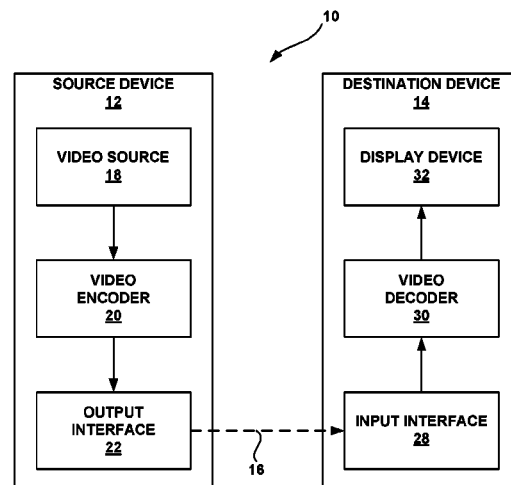 10
SOURCE DEVICE
12
VIDEO SOURCE
18
VIDEO
ENCODER
20
OUTPUT
INTERFACE
22
16
DESTINATION DEVICE
14
DISPLAY DEVICE
32
VIDEO
DECODER
30
INPUT INTERFACE
28